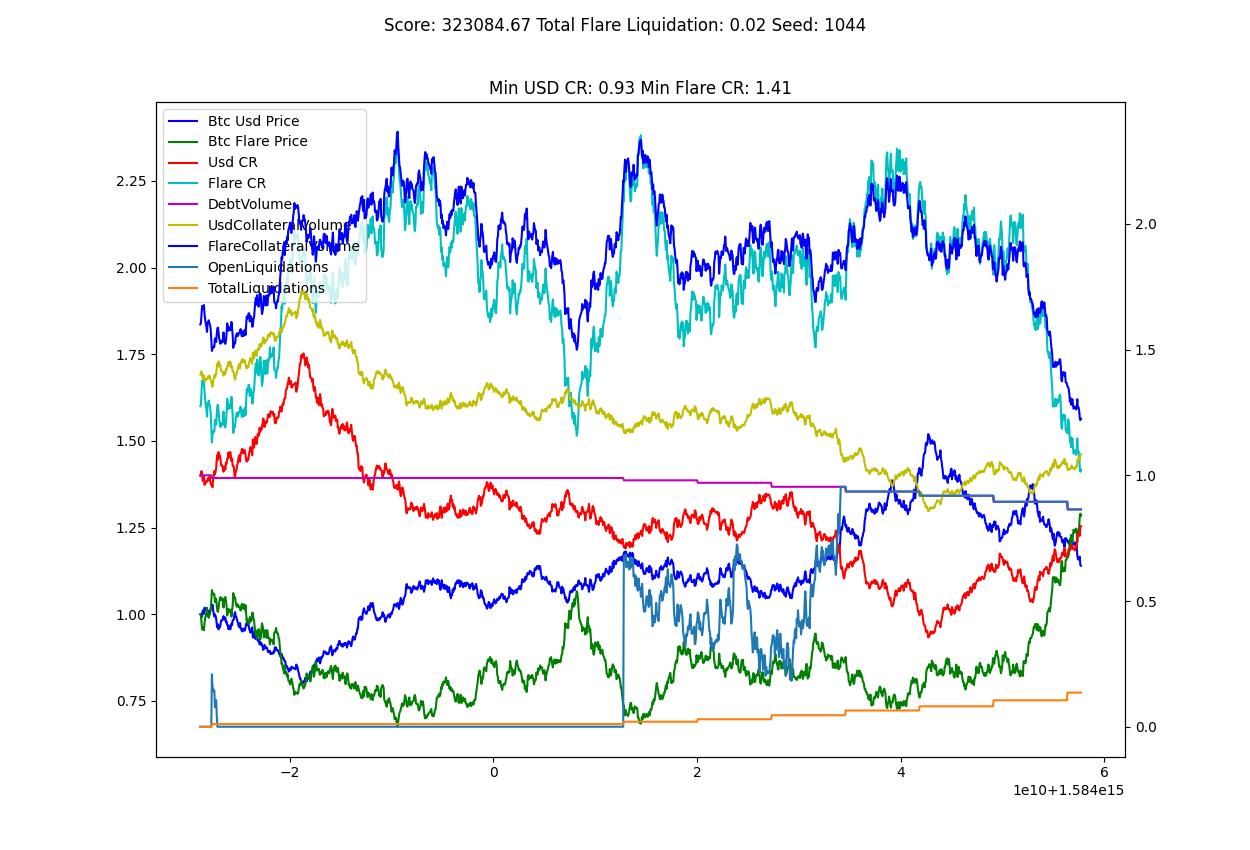 Score: 323084.67 Total Flare Liquidation: 0.02 Seed: 1044
Min USD CR: 0.93 Min Flare CR: 1.41
Btc Usd Price
Btc Flare Price
Usd CR
Flare CR
DebtVolume
UsdCollateralVolume
FlareCollateralVolume
OpenLiquidations
TotalLiquidations
2.25
2.00
1.75
1.50
1.25
1.00
0.75
2.0
1.5
1.0
0.5
0.0
−2
0
2
4
6
1e10+1.584e15